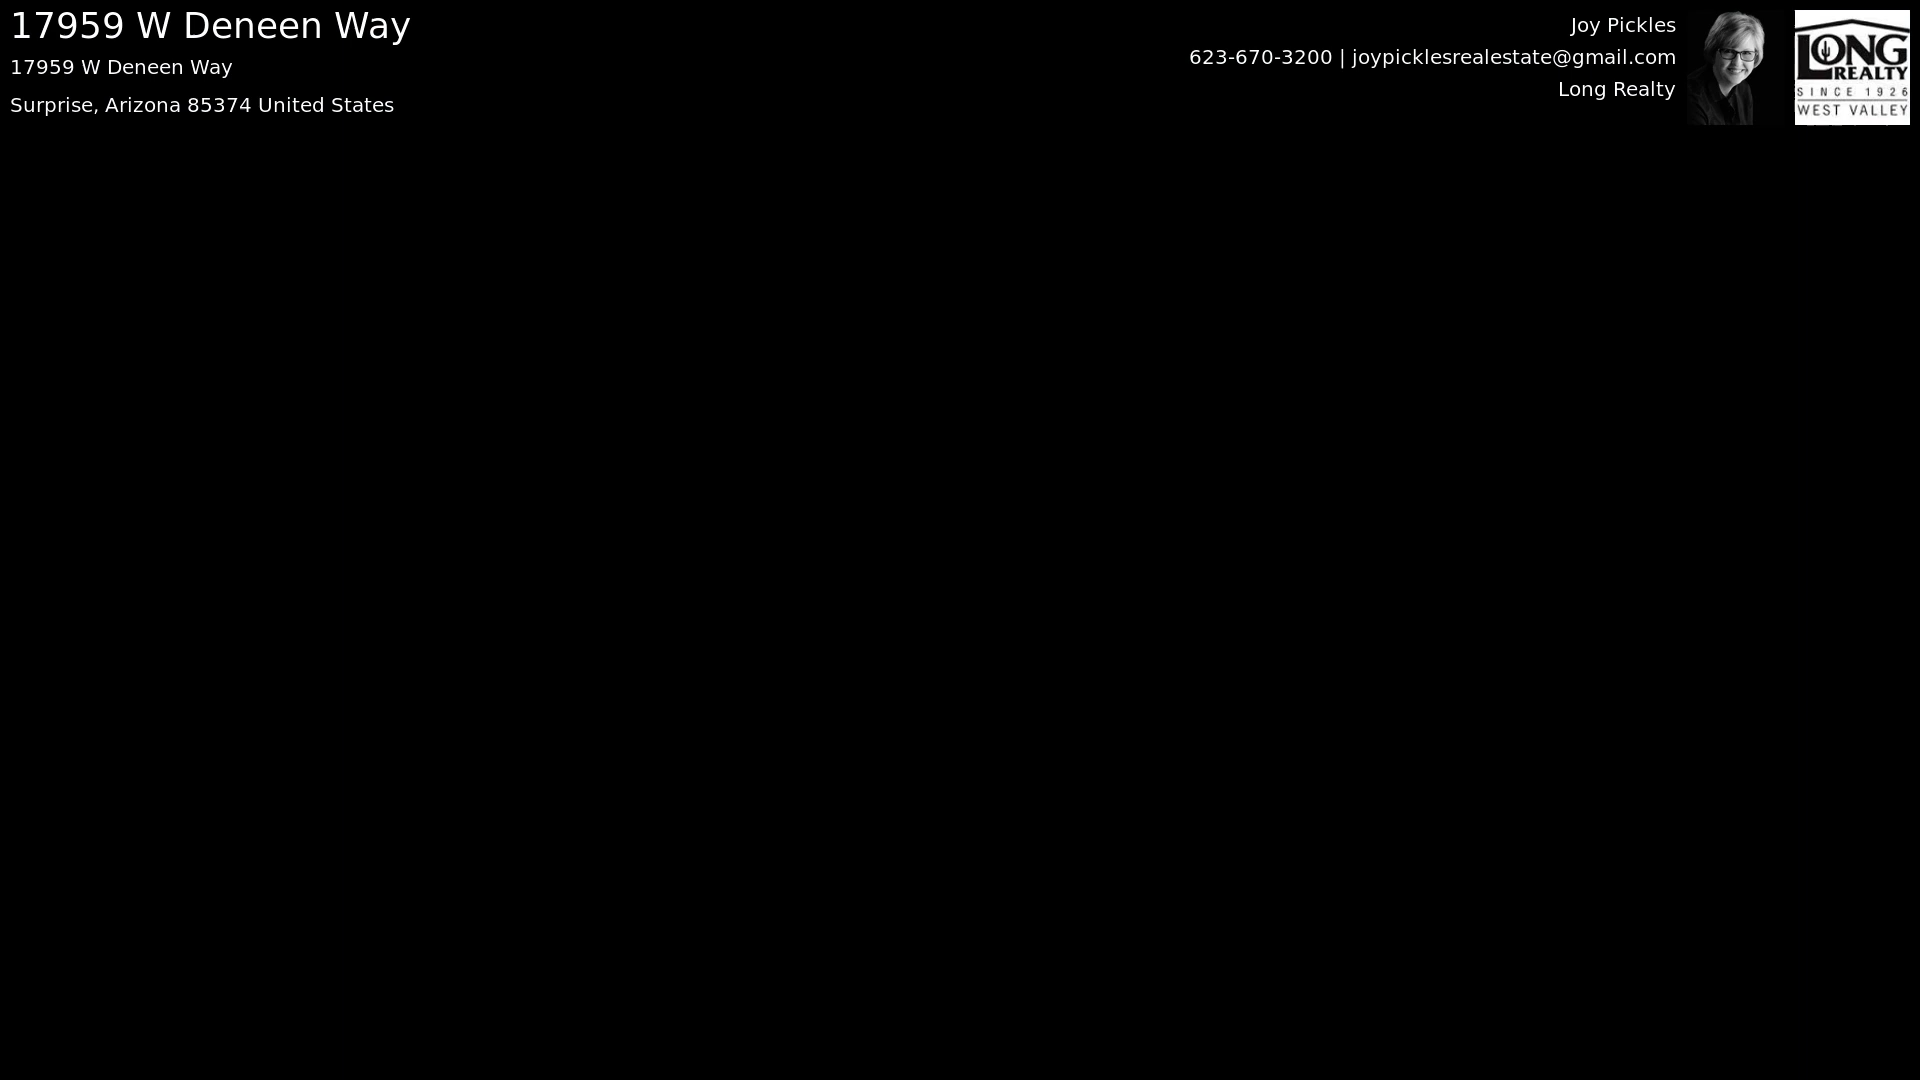 17959 W Deneen Way
17959 W Deneen Way
Surprise, Arizona 85374 United States
Joy Pickles
623-670-3200 | joypicklesrealestate@gmail.com
Long Realty
LONG
REALTY
SINCE 1926
WEST VALLEY